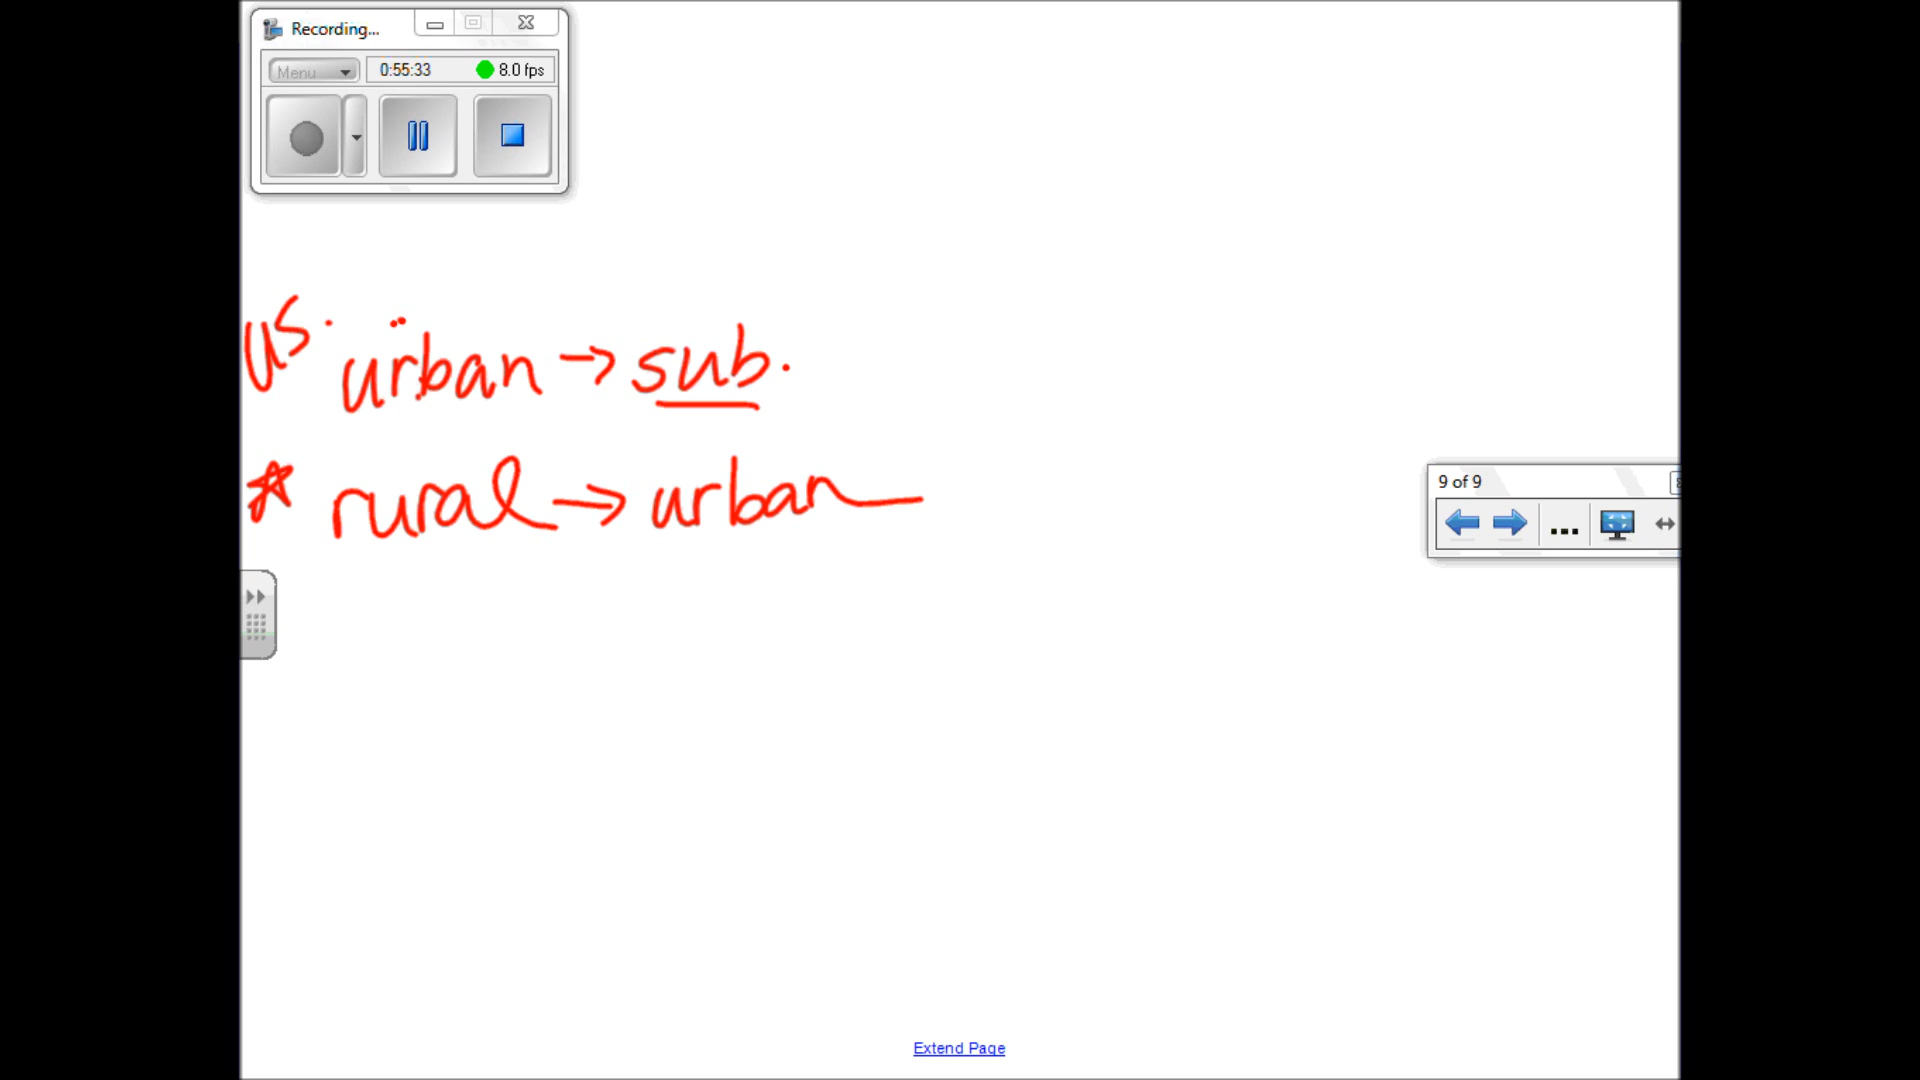 Recording...
Menu 0:55:33 8.0 fps
us. urban → sub.
* rural → urban
9 of 9
...
Extend Page